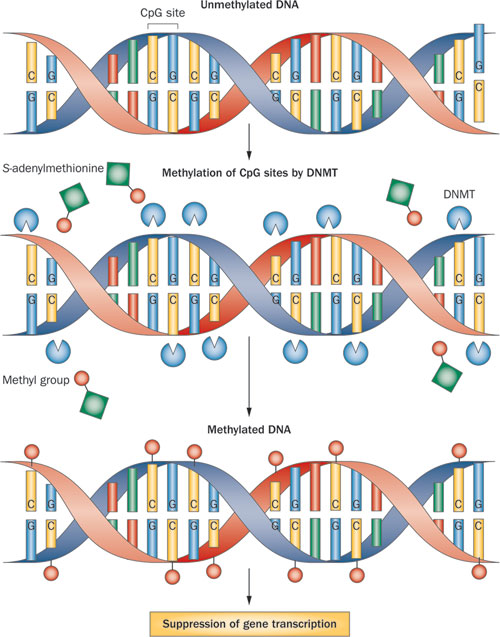 Unmethylated DNA
CpG site
C G C G C G C G C G C G
G C G C G C G C G C G C
S-adenylmethionine
Methylation of CpG sites by DNMT
DNMT
C G C G C G C G C G C G
G C G C G C G C G C G C
Methyl group
Methylated DNA
C G C G C G C G C G C G
G C G C G C G C G C G C
Suppression of gene transcription